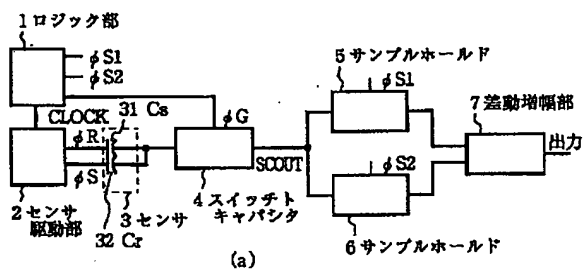 1 ロジック部
φS1
φS2
CLOCK
31 Cs
φR
φS
φG
2 センサ
駆動部
32 Cr
3 センサ
4 スイッチト
キャパシタ
SCOUT
5 サンプルホールド
φS1
φS2
6 サンプルホールド
7 差動増幅部
出力
(a)